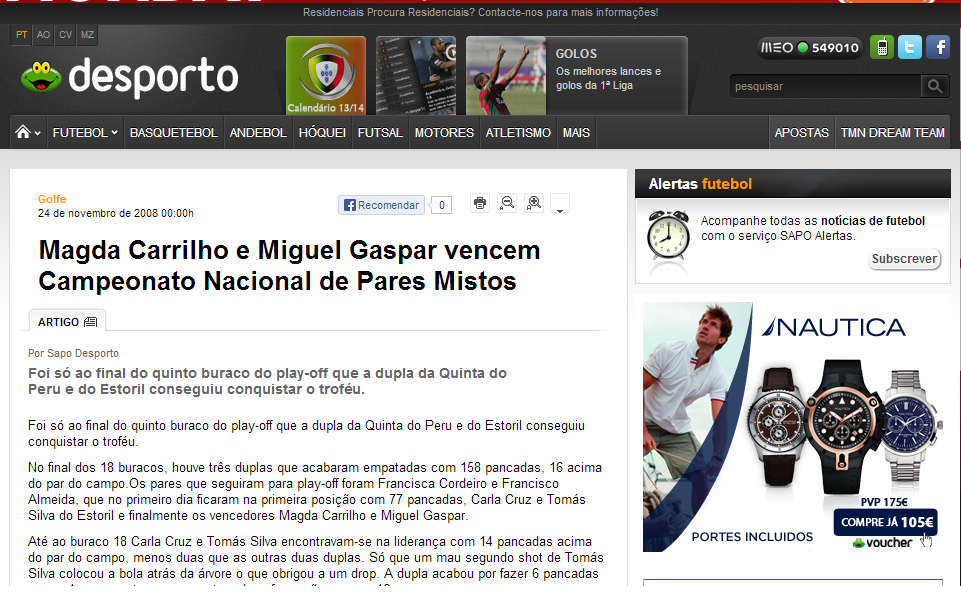 Residenciais Procura Residenciais? Contacte-nos para mais informações!
PT AO CV MZ
desporto
Calendário 13/14
GOLOS
Os melhores lances e
golos da 1ª Liga
MEO 549010
pesquisar
FUTEBOL BASQUETEBOL ANDEBOL HÓQUEI FUTSAL MOTORES ATLETISMO MAIS APOSTAS TMN DREAM TEAM
Golfe
24 de novembro de 2008 00:00h
Recomendar 0
Magda Carrilho e Miguel Gaspar vencem
Campeonato Nacional de Pares Mistos
ARTIGO
Por Sapo Desporto
Foi só ao final do quinto buraco do play-off que a dupla da Quinta do
Peru e do Estoril conseguiu conquistar o troféu.
Foi só ao final do quinto buraco do play-off que a dupla da Quinta do Peru e do Estoril conseguiu
conquistar o troféu.
No final dos 18 buracos, houve três duplas que acabaram empatadas com 158 pancadas, 16 acima
do par do campo.Os pares que seguiram para play-off foram Francisca Cordeiro e Francisco
Almeida, que no primeiro dia ficaram na primeira posição com 77 pancadas, Carla Cruz e Tomás
Silva do Estoril e finalmente os vencedores Magda Carrilho e Miguel Gaspar.
Até ao buraco 18 Carla Cruz e Tomás Silva encontravam-se na liderança com 14 pancadas acima
do par do campo, menos duas que as outras duas duplas. Só que um mau segundo shot de Tomás
Silva colocou a bola atrás da árvore o que obrigou a um drop. A dupla acabou por fazer 6 pancadas
Alertas futebol
Acompanhe todas as notícias de futebol
com o serviço SAPO Alertas.
Subscrever
NAUTICA
PVP 175€
COMPRE JÁ 105€
PORTES INCLUIDOS
voucher